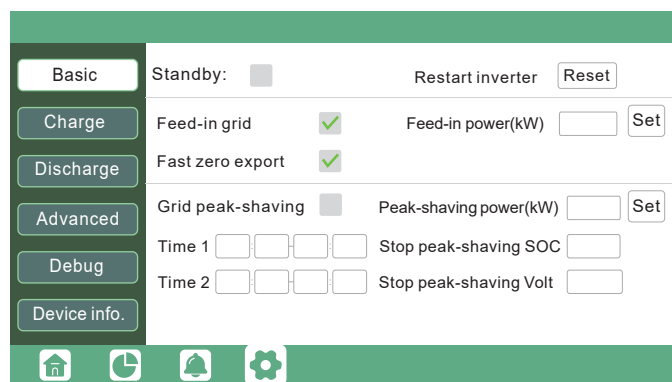 Basic
Standby:
Restart inverter
Reset
Charge
Feed-in grid
Feed-in power(kW)
Set
Discharge
Fast zero export
Advanced
Grid peak-shaving
Peak-shaving power(kW)
Set
Time 1 : - :
Stop peak-shaving SOC
Debug
Time 2 : - :
Stop peak-shaving Volt
Device info.